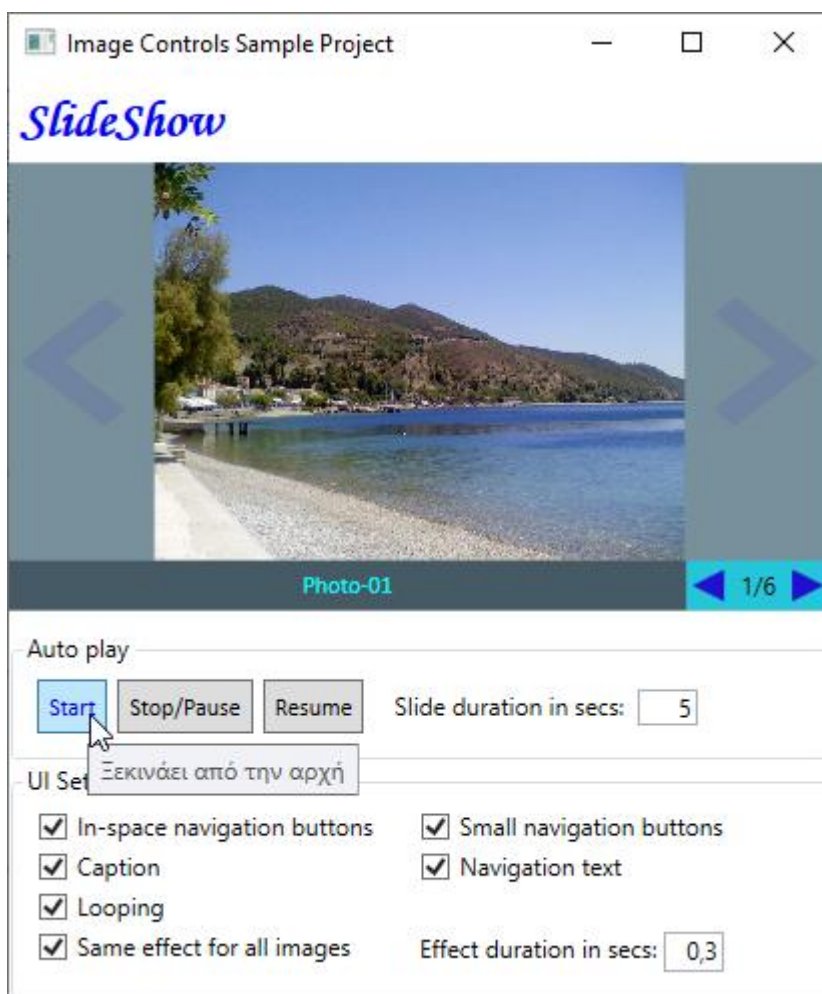 Image Controls Sample Project
SlideShow
Photo-01
1/6
Auto play
Start Stop/Pause Resume Slide duration in secs: 5
Ξεκινάει από την αρχή
UI Set
In-space navigation buttons Small navigation buttons
Caption Navigation text
Looping
Same effect for all images Effect duration in secs: 0,3